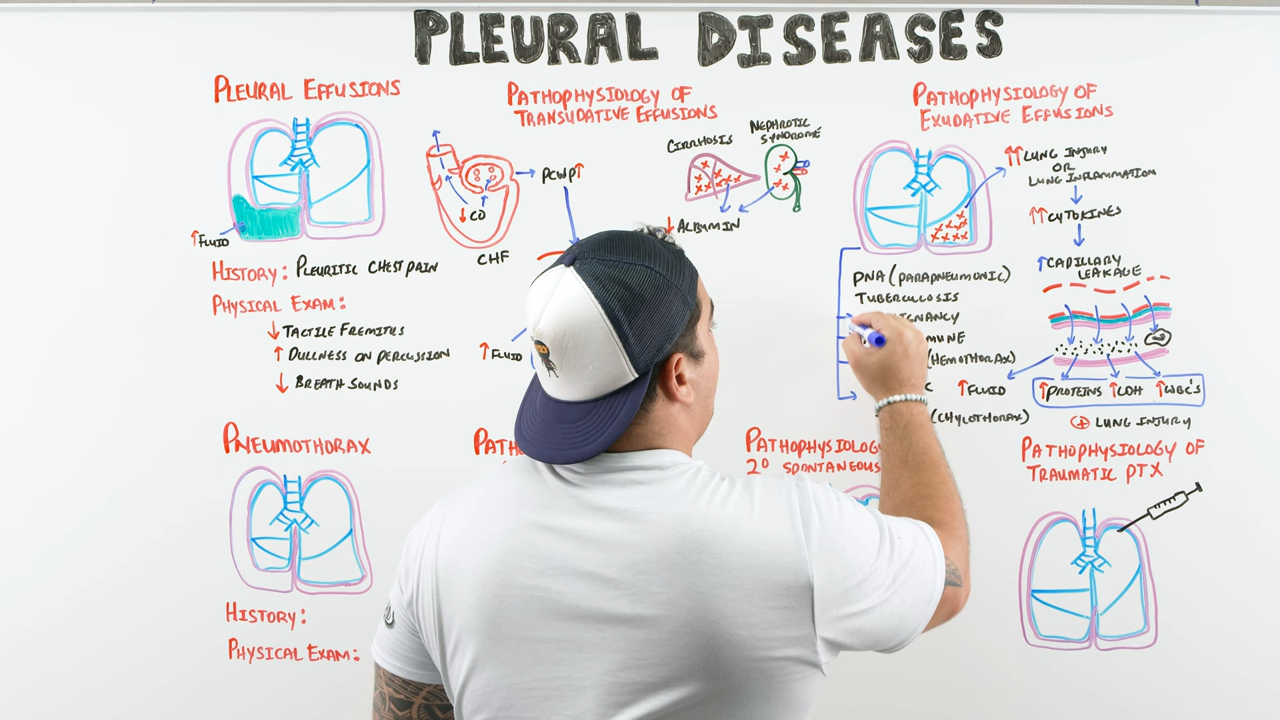 PLEURAL DISEASES
PLEURAL EFFUSIONS
↑FLUID
HISTORY: PLEURITIC CHEST PAIN
PHYSICAL EXAM:
↓ TACTILE FREMITUS
↑ DULLNESS ON PERCUSSION
↓ BREATH SOUNDS
PATHOPHYSIOLOGY OF
TRANSUDATIVE EFFUSIONS
PCWP↑
↓CO
CHF
CIRRHOSIS
NEPHROTIC
SYNDROME
↓ALBUMIN
↑FLUID
PATHOPHYSIOLOGY OF
EXUDATIVE EFFUSIONS
↑↑LUNG INJURY
OR
LUNG INFLAMMATION
↑↑CYTOKINES
↑CAPILLARY
LEAKAGE
PNA (PARAPNEUMONIC)
TUBERCULOSIS
(HEMOTHORAX)
(CHYLOTHORAX)
↑FLUID
↑PROTEINS ↑LDH ↑WBC'S
⊕ LUNG INJURY
PNEUMOTHORAX
HISTORY:
PHYSICAL EXAM:
PATHOPHYSIOLOGY
2° SPONTANEOUS
PATHOPHYSIOLOGY OF
TRAUMATIC PTX